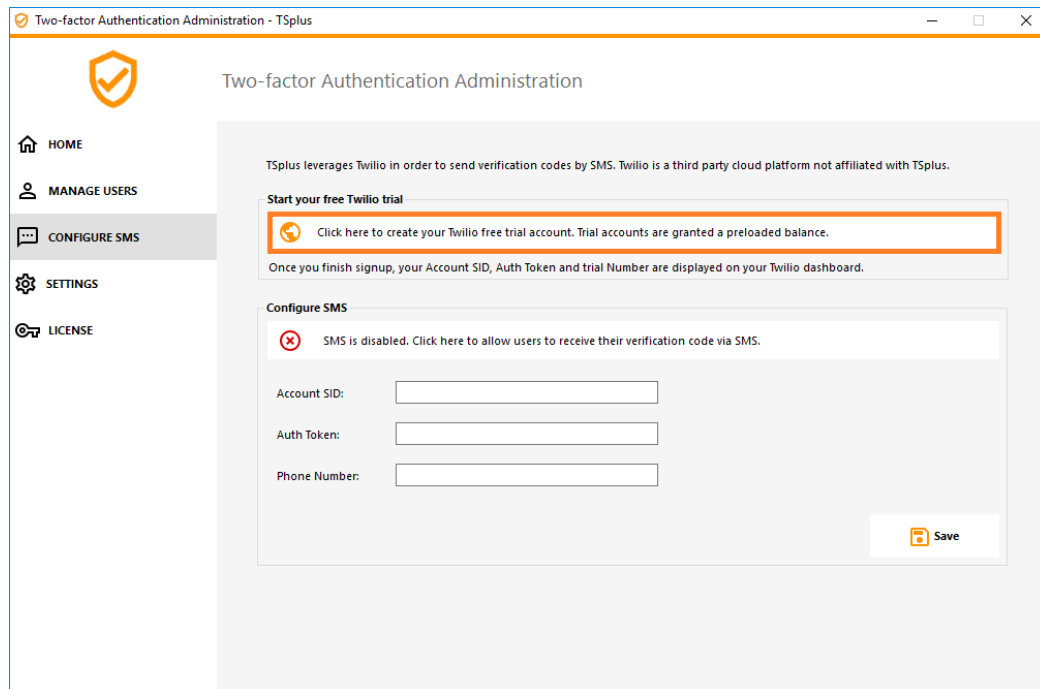 Two-factor Authentication Administration - TSplus
Two-factor Authentication Administration
HOME
MANAGE USERS
CONFIGURE SMS
SETTINGS
LICENSE
TSplus leverages Twilio in order to send verification codes by SMS. Twilio is a third party cloud platform not affiliated with TSplus.
Start your free Twilio trial
Click here to create your Twilio free trial account. Trial accounts are granted a preloaded balance.
Once you finish signup, your Account SID, Auth Token and trial Number are displayed on your Twilio dashboard.
Configure SMS
SMS is disabled. Click here to allow users to receive their verification code via SMS.
Account SID:
Auth Token:
Phone Number:
Save